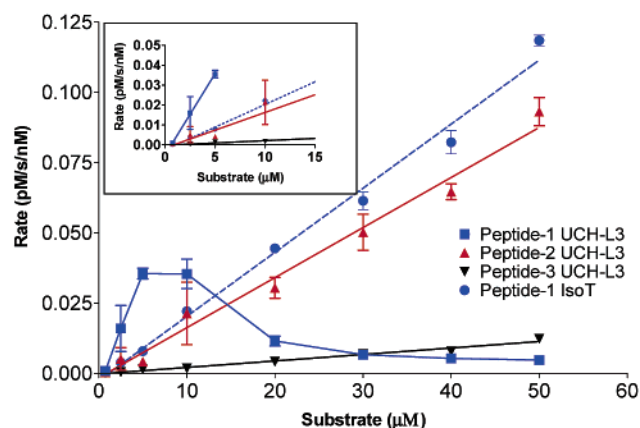 0.125
0.100
0.075
0.050
0.025
0.000
Rate (pM/s/nM)
0 10 20 30 40 50 60
Substrate (μM)
0.05
0.04
0.03
0.02
0.01
0.00
Rate (pM/s/nM)
0 5 10 15
Substrate (μM)
Peptide-1 UCH-L3
Peptide-2 UCH-L3
Peptide-3 UCH-L3
Peptide-1 IsoT